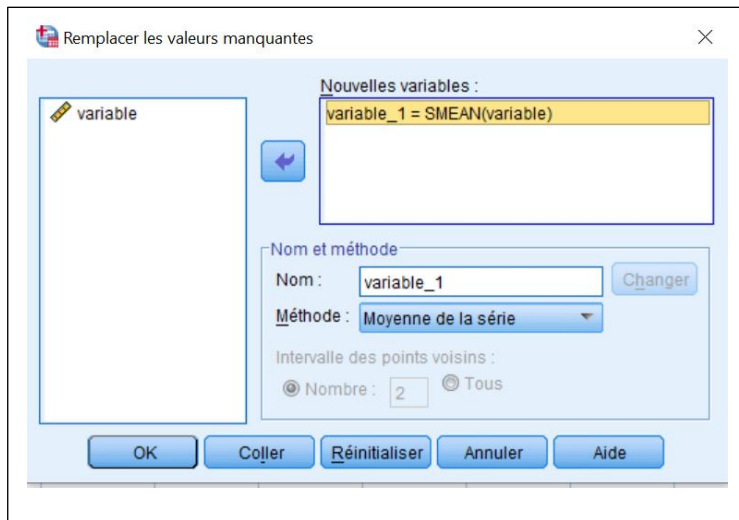 Remplacer les valeurs manquantes
variable
Nouvelles variables :
variable_1 = SMEAN(variable)
Nom et méthode
Nom :
variable_1
Changer
Méthode :
Moyenne de la série
Intervalle des points voisins :
Nombre :
2
Tous
OK
Coller
Réinitialiser
Annuler
Aide